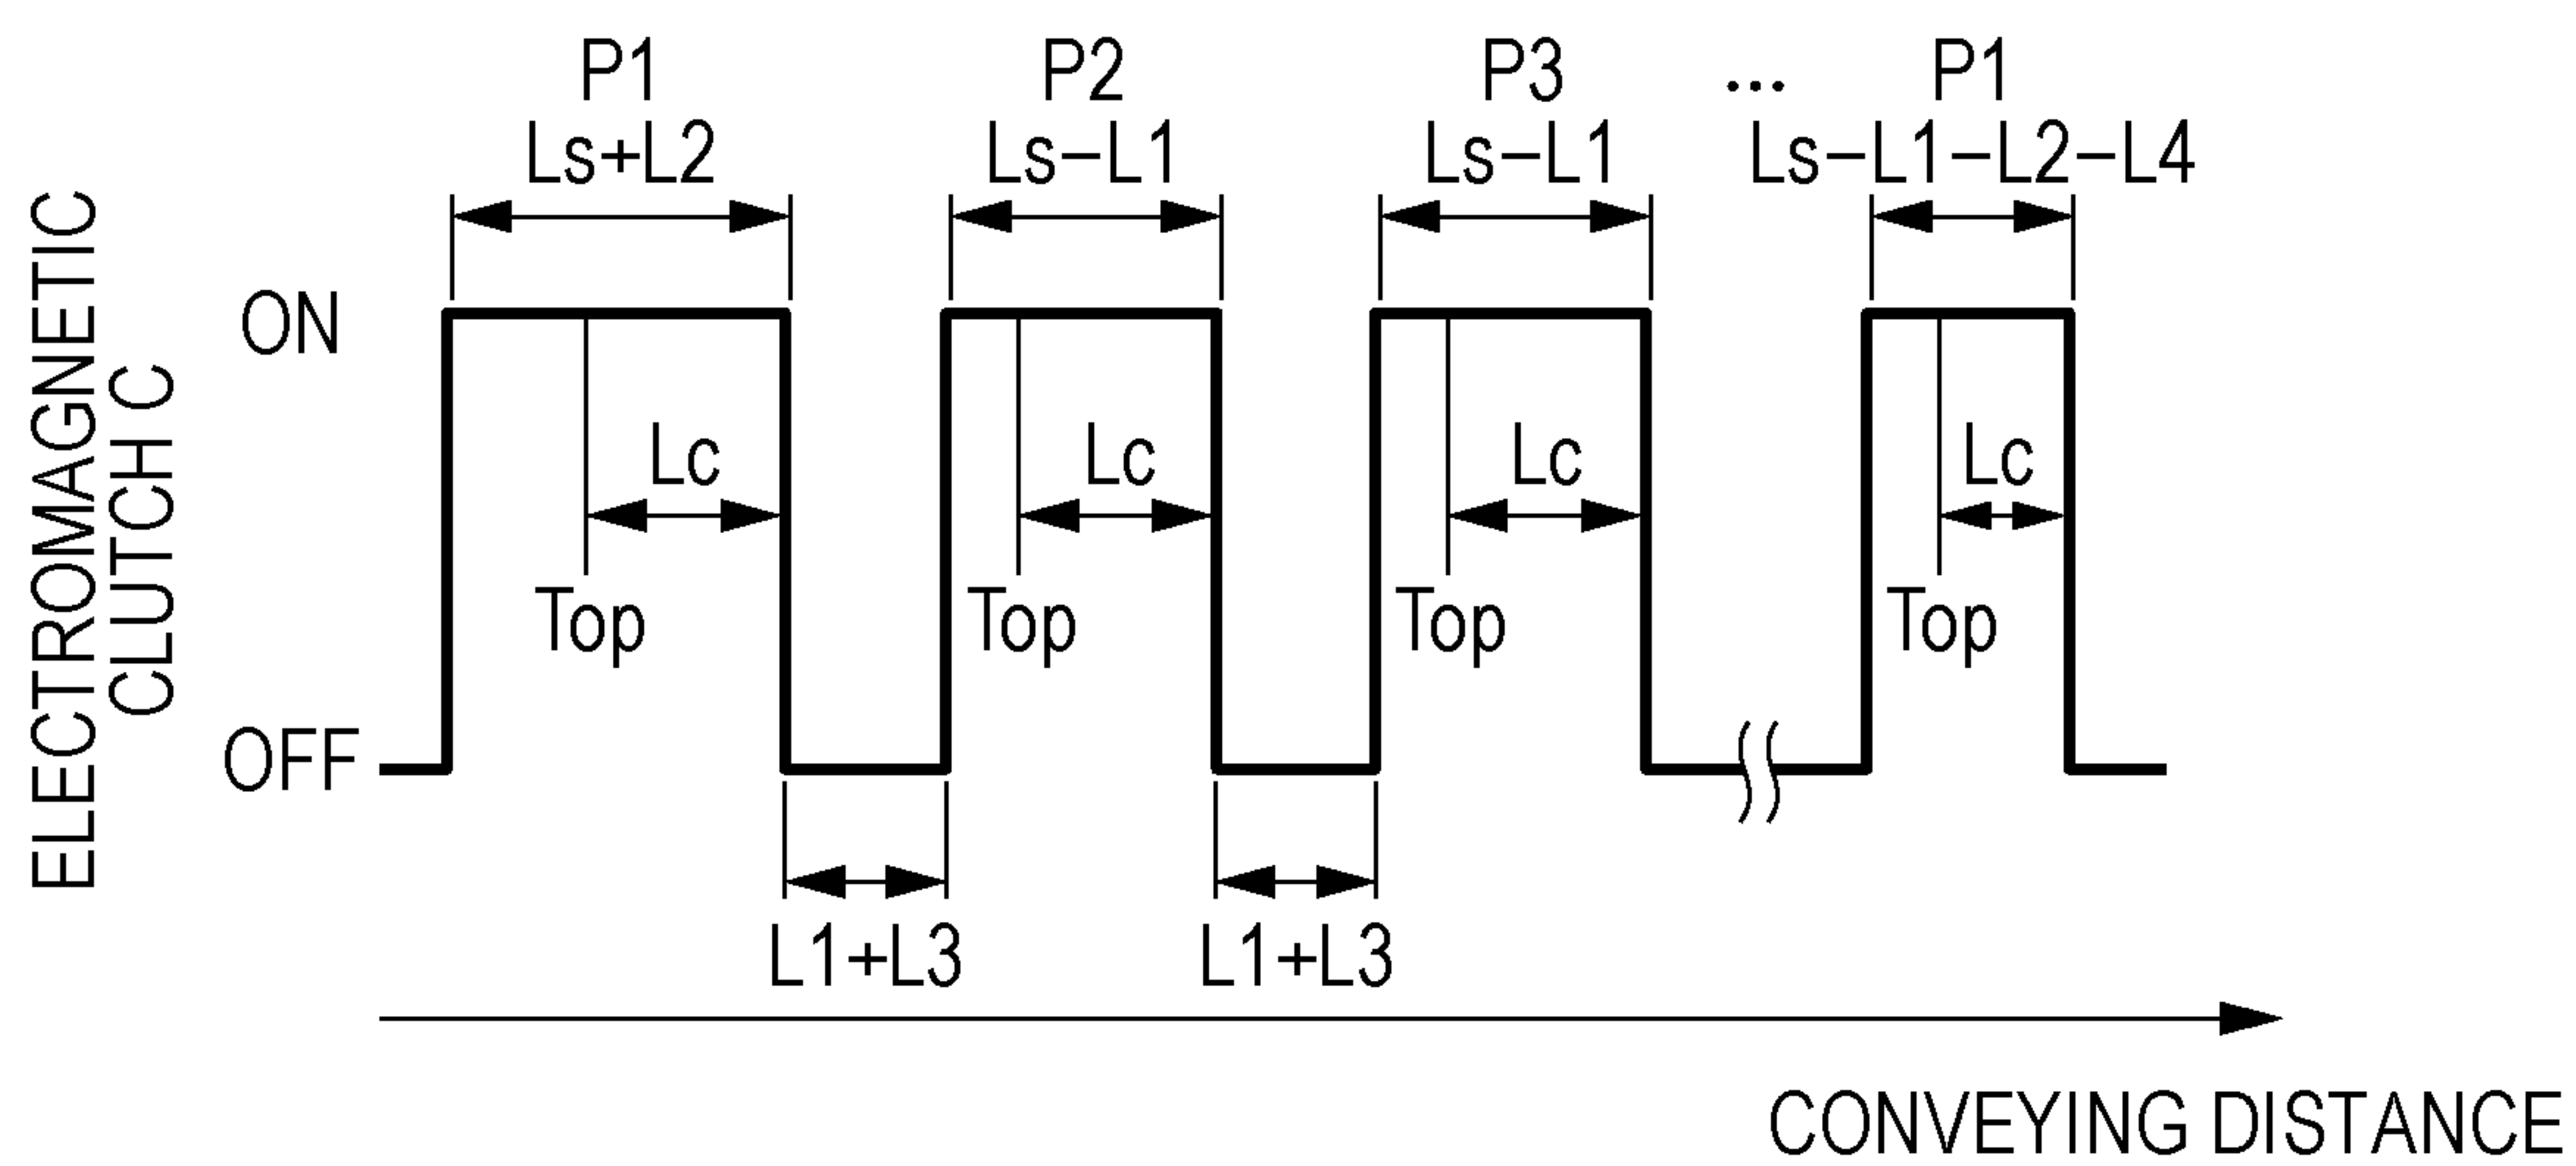 P1 P2 P3 ... P1
Ls+L2 Ls−L1 Ls−L1 Ls−L1−L2−L4
ELECTROMAGNETIC
CLUTCH C
ON
Lc Lc Lc Lc
Top Top Top Top
OFF
L1+L3 L1+L3
CONVEYING DISTANCE